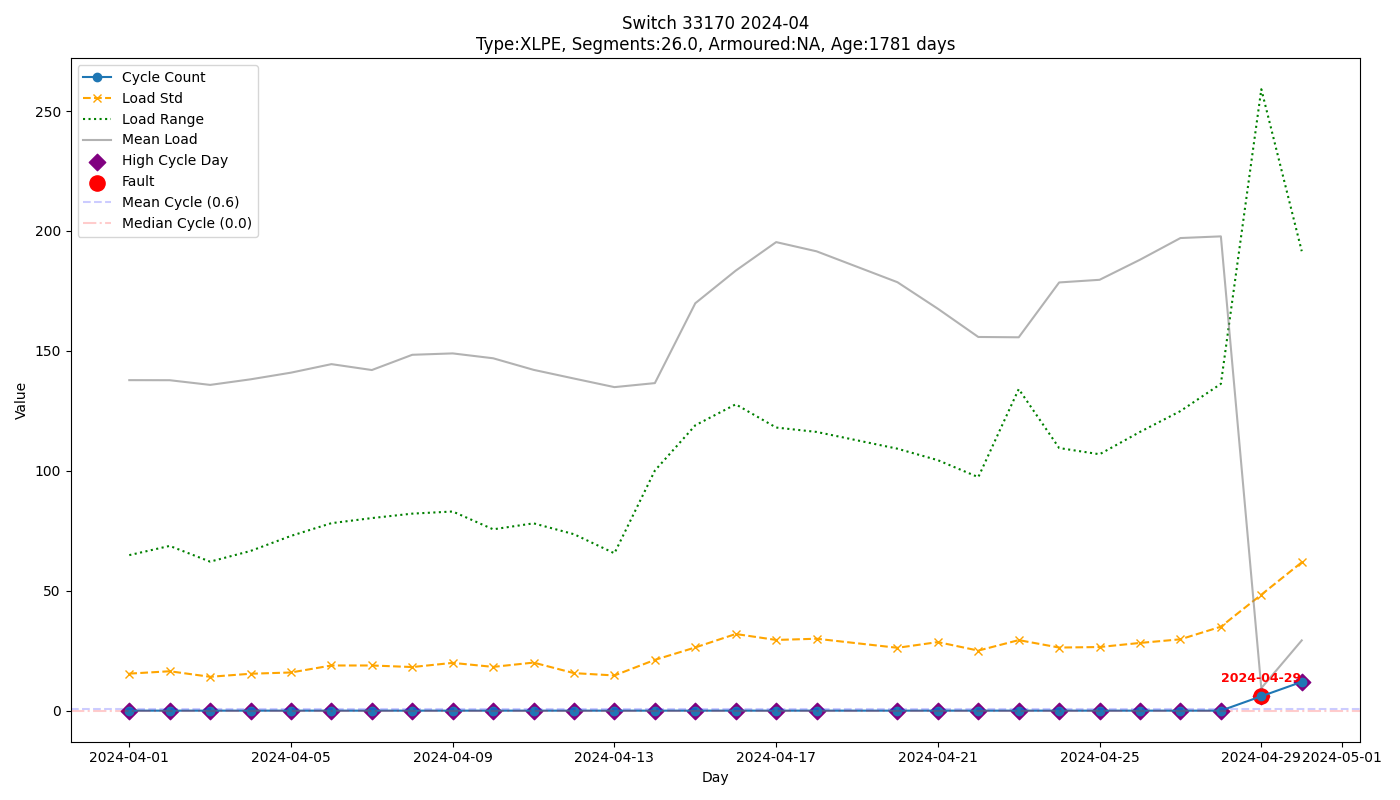 Switch 33170 2024-04
Type:XLPE, Segments:26.0, Armoured:NA, Age:1781 days
Cycle Count
Load Std
Load Range
Mean Load
High Cycle Day
Fault
Mean Cycle (0.6)
Median Cycle (0.0)
250
200
150
100
50
0
Value
2024-04-29
2024-04-01
2024-04-05
2024-04-09
2024-04-13
2024-04-17
2024-04-21
2024-04-25
2024-04-29
2024-05-01
Day